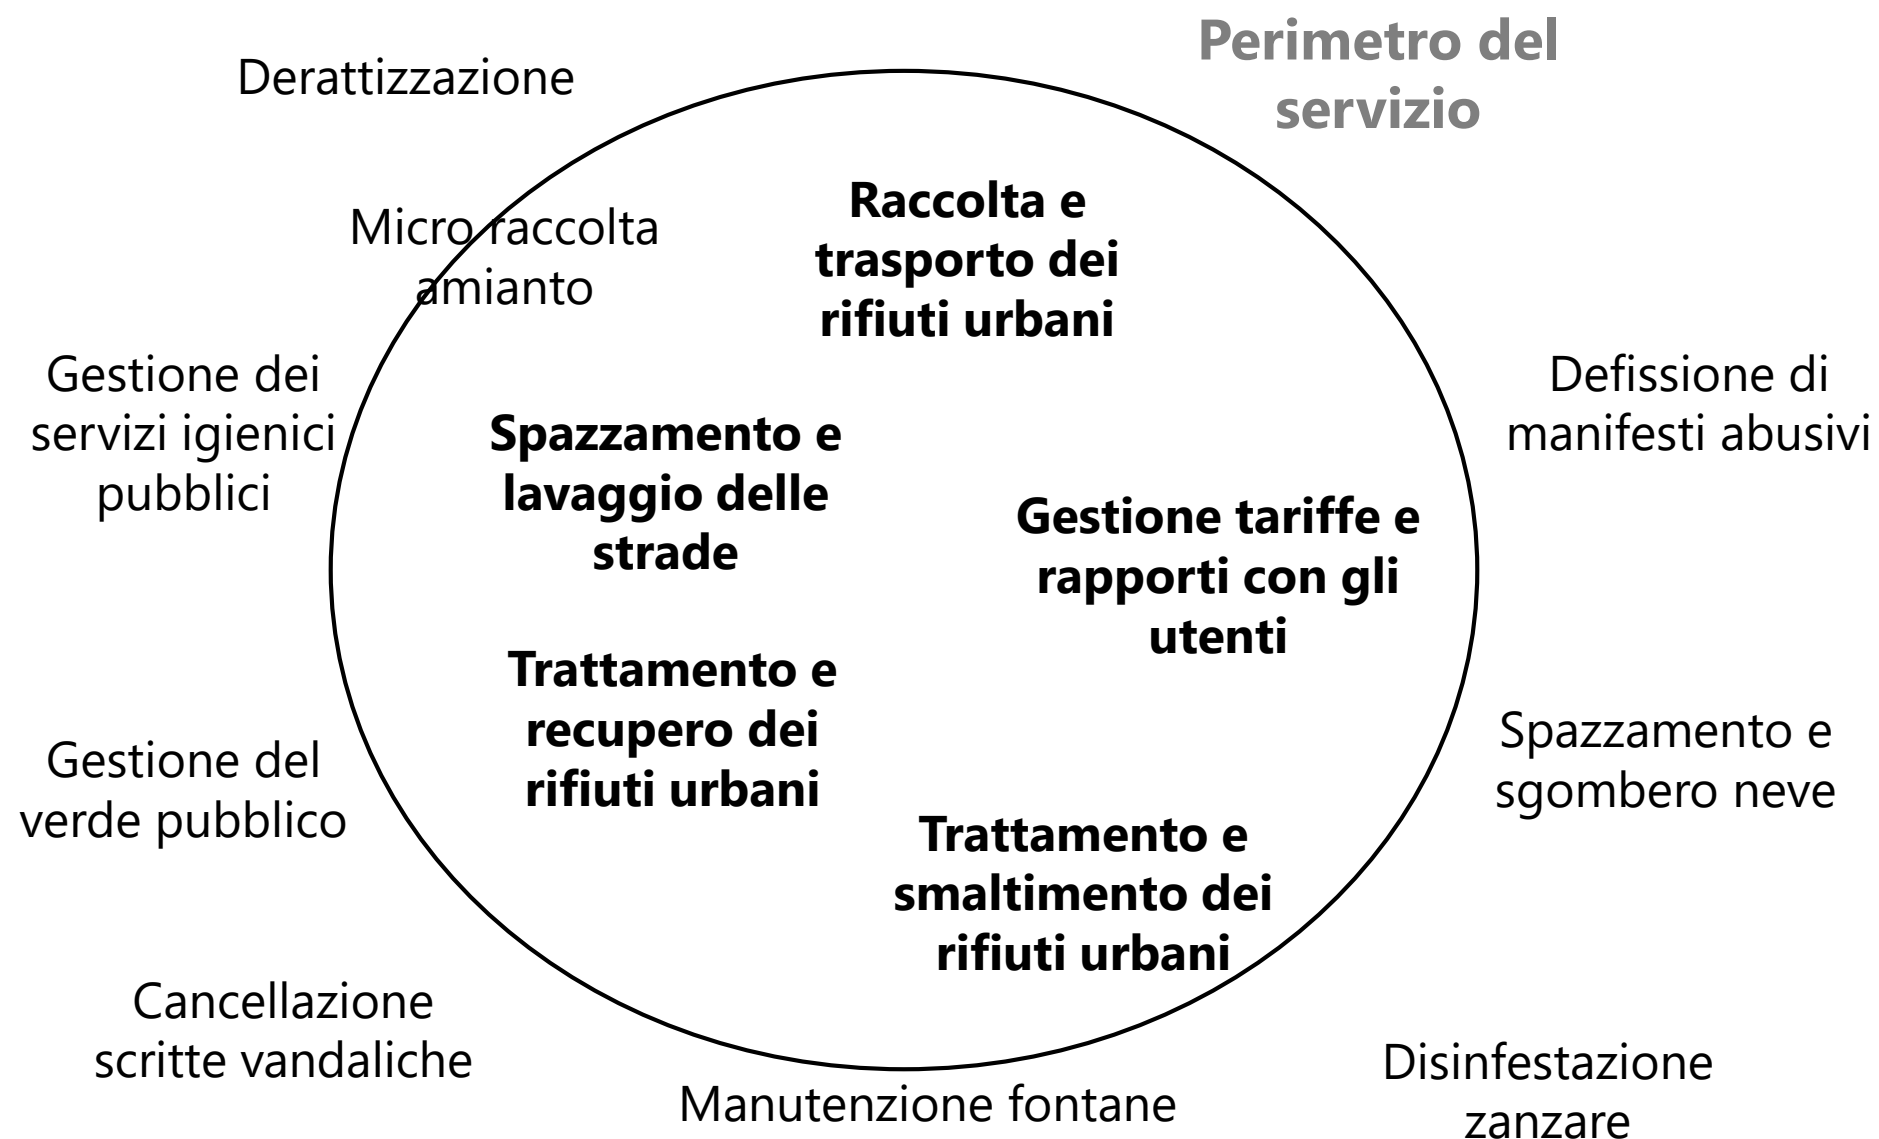 Perimetro del
servizio
Derattizzazione
Raccolta e
trasporto dei
rifiuti urbani
Micro raccolta
amianto
Gestione dei
servizi igienici
pubblici
Defissione di
manifesti abusivi
Spazzamento e
lavaggio delle
strade
Gestione tariffe e
rapporti con gli
utenti
Trattamento e
recupero dei
rifiuti urbani
Spazzamento e
sgombero neve
Gestione del
verde pubblico
Trattamento e
smaltimento dei
rifiuti urbani
Cancellazione
scritte vandaliche
Disinfestazione
zanzare
Manutenzione fontane